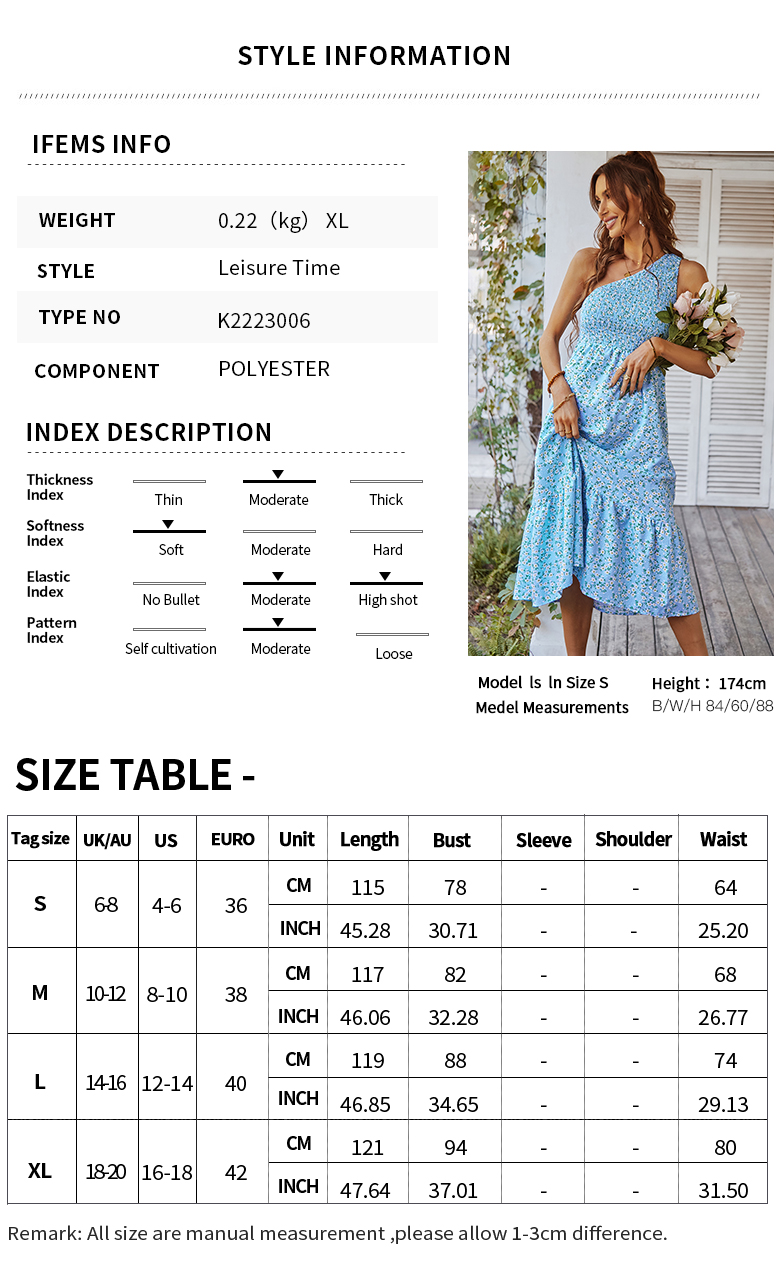 STYLE INFORMATION
IFEMS INFO
WEIGHT 0.22（kg） XL
STYLE Leisure Time
TYPE NO K2223006
COMPONENT POLYESTER
INDEX DESCRIPTION
Thickness Index
Thin Moderate Thick
Softness Index
Soft Moderate Hard
Elastic Index
No Bullet Moderate High shot
Pattern Index
Self cultivation Moderate Loose
Model ls ln Size S Height： 174cm
Medel Measurements B/W/H 84/60/88
SIZE TABLE -
Tag size UK/AU US EURO Unit Length Bust Sleeve Shoulder Waist
S 6-8 4-6 36 CM 115 78 - - 64
INCH 45.28 30.71 - - 25.20
M 10-12 8-10 38 CM 117 82 - - 68
INCH 46.06 32.28 - - 26.77
L 14-16 12-14 40 CM 119 88 - - 74
INCH 46.85 34.65 - - 29.13
XL 18-20 16-18 42 CM 121 94 - - 80
INCH 47.64 37.01 - - 31.50
Remark: All size are manual measurement ,please allow 1-3cm difference.